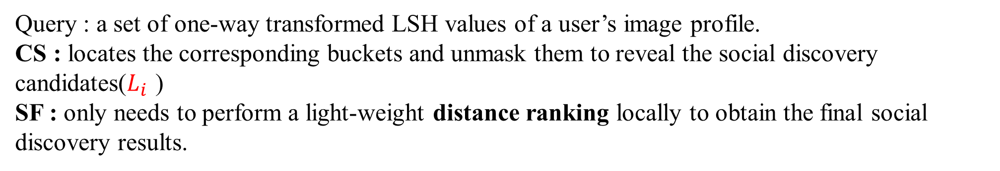 Query : a set of one-way transformed LSH values of a user’s image profile.
CS : locates the corresponding buckets and unmask them to reveal the social discovery
candidates(Lᵢ )
SF : only needs to perform a light-weight distance ranking locally to obtain the final social
discovery results.